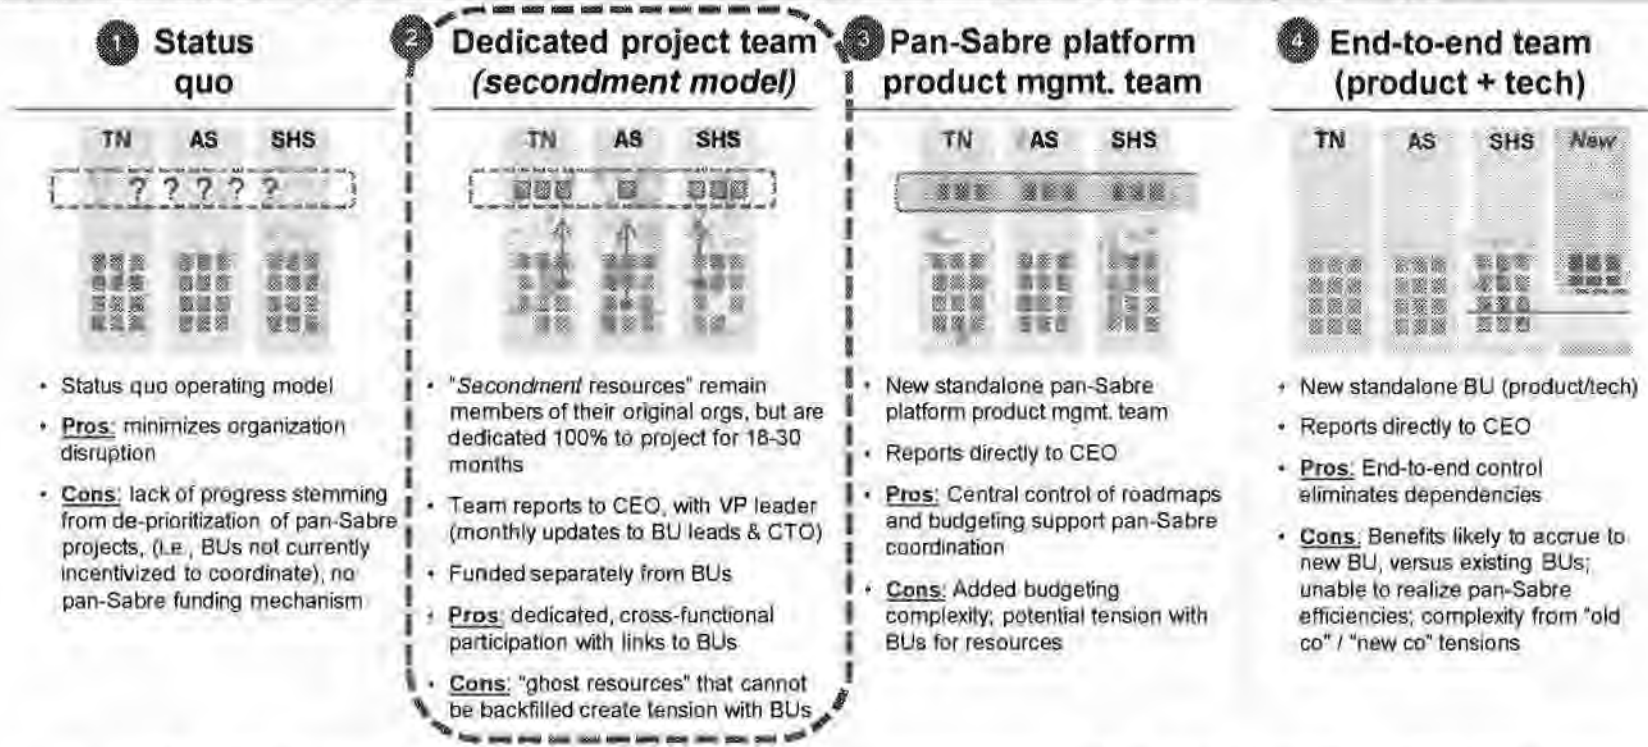 1 Status
quo
TN AS SHS
? ? ? ? ?
• Status quo operating model
• Pros: minimizes organization
disruption
• Cons: lack of progress stemming
from de-prioritization of pan-Sabre
projects, (i.e., BUs not currently
incentivized to coordinate); no
pan-Sabre funding mechanism
2 Dedicated project team
(secondment model)
TN AS SHS
• "Secondment resources" remain
members of their original orgs, but are
dedicated 100% to project for 18-30
months
• Team reports to CEO, with VP leader
(monthly updates to BU leads & CTO)
• Funded separately from BUs
• Pros: dedicated, cross-functional
participation with links to BUs
• Cons: "ghost resources" that cannot
be backfilled create tension with BUs
3 Pan-Sabre platform
product mgmt. team
TN AS SHS
• New standalone pan-Sabre
platform product mgmt. team
• Reports directly to CEO
• Pros: Central control of roadmaps
and budgeting support pan-Sabre
coordination
• Cons: Added budgeting
complexity; potential tension with
BUs for resources
4 End-to-end team
(product + tech)
TN AS SHS New
• New standalone BU (product/tech)
• Reports directly to CEO
• Pros: End-to-end control
eliminates dependencies
• Cons: Benefits likely to accrue to
new BU, versus existing BUs;
unable to realize pan-Sabre
efficiencies; complexity from "old
co" / "new co" tensions